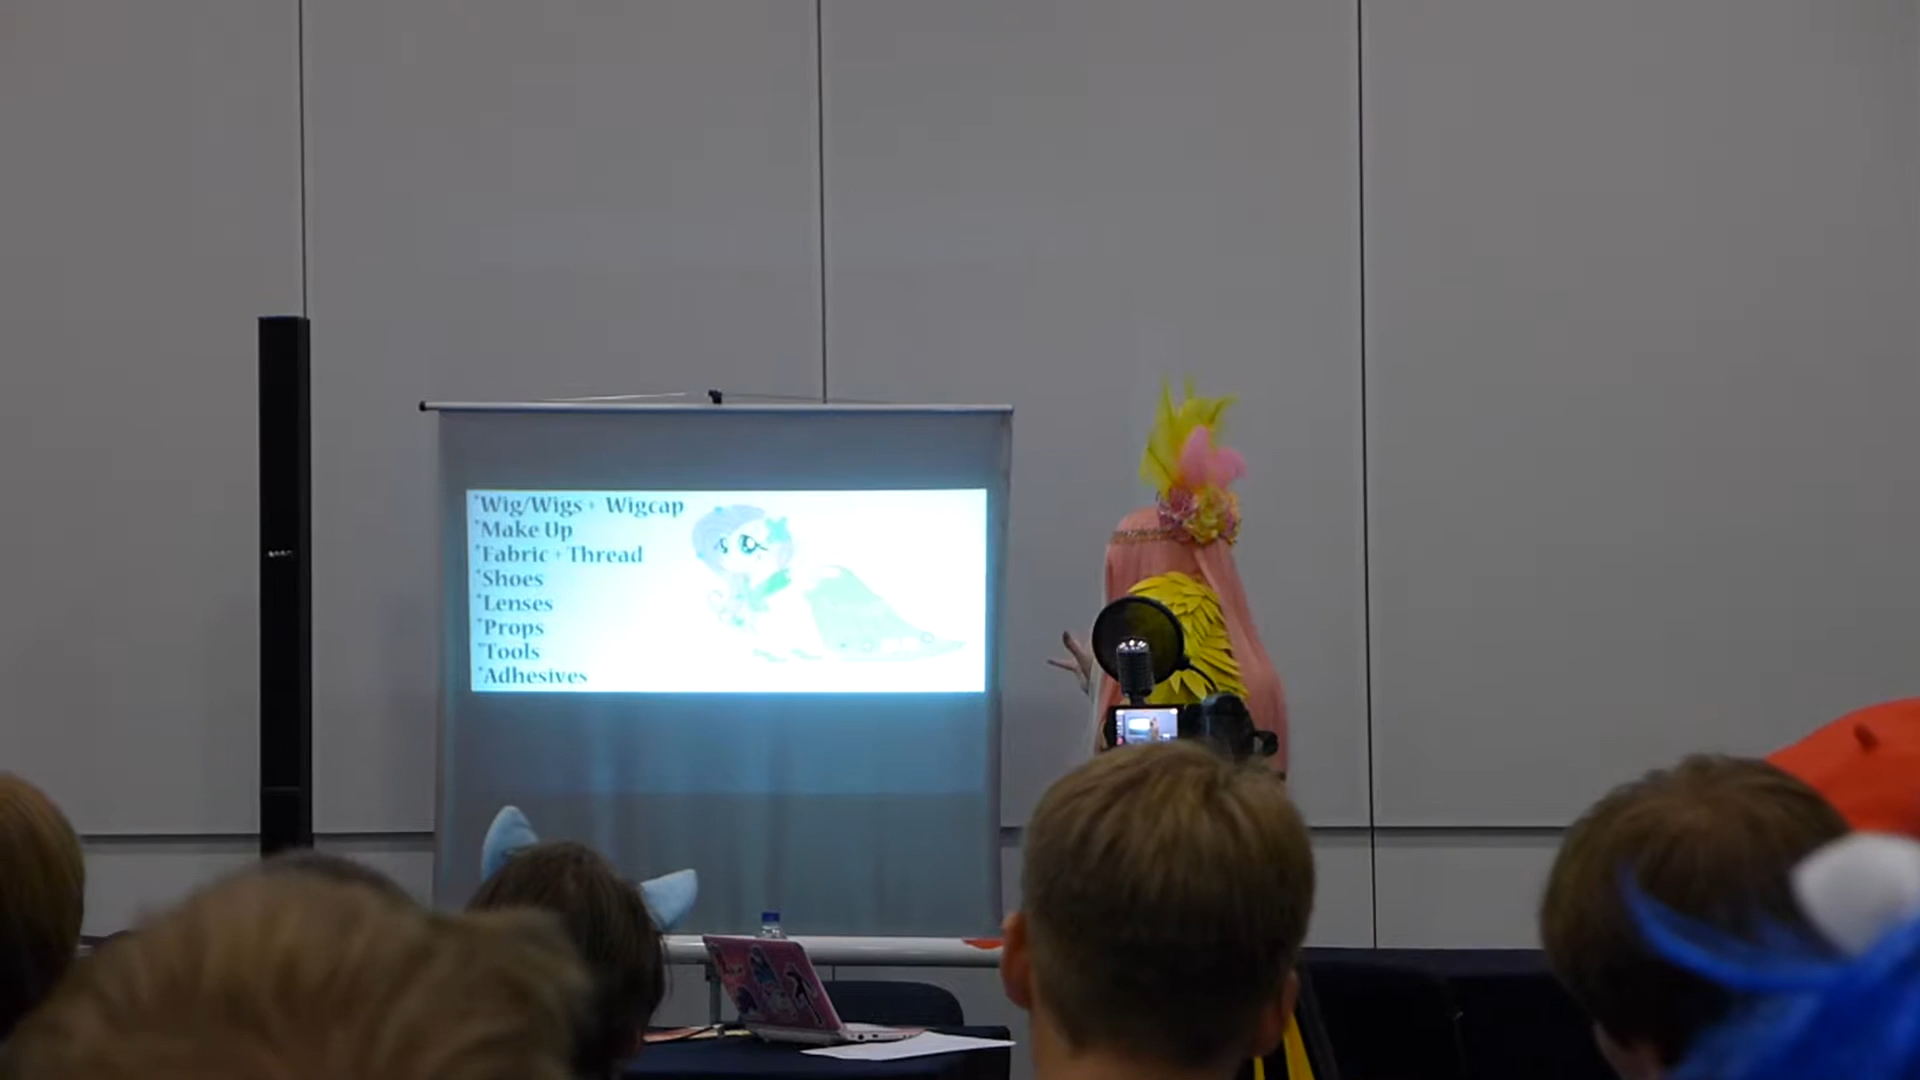 *Wig/Wigs + Wigcap
*Make Up
*Fabric + Thread
*Shoes
*Lenses
*Props
*Tools
*Adhesives